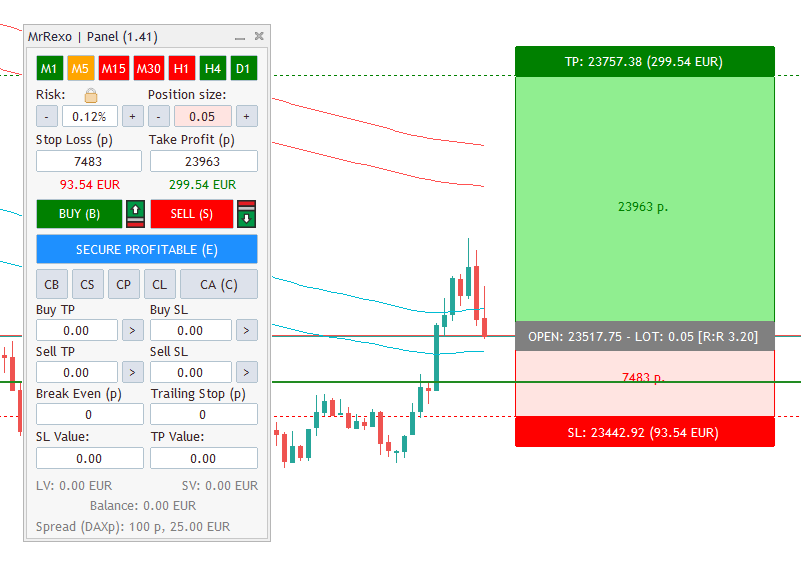 MrRexo | Panel (1.41)
M1 M5 M15 M30 H1 H4 D1
Risk: Position size:
- 0.12% + - 0.05 +
Stop Loss (p) Take Profit (p)
7483 23963
93.54 EUR 299.54 EUR
BUY (B) SELL (S)
SECURE PROFITABLE (E)
CB CS CP CL CA (C)
Buy TP Buy SL
0.00 > 0.00 >
Sell TP Sell SL
0.00 > 0.00 >
Break Even (p) Trailing Stop (p)
0 0
SL Value: TP Value:
0.00 0.00
LV: 0.00 EUR SV: 0.00 EUR
Balance: 0.00 EUR
Spread (DAXp): 100 p, 25.00 EUR
TP: 23757.38 (299.54 EUR)
23963 p.
OPEN: 23517.75 - LOT: 0.05 [R:R 3.20]
7483 p.
SL: 23442.92 (93.54 EUR)